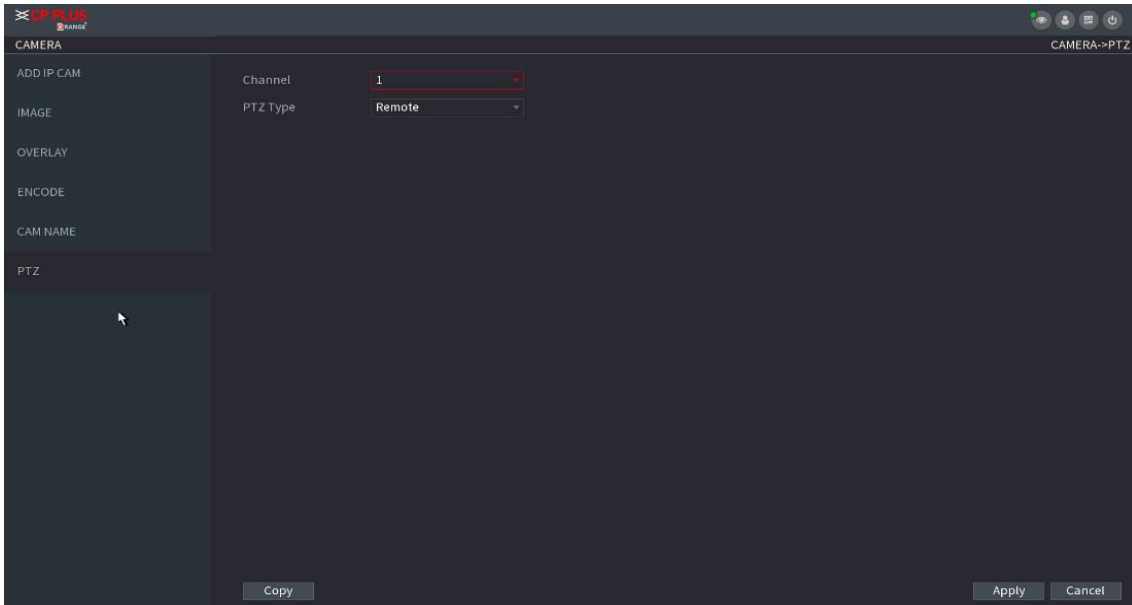 CP PLUS
ORANGE
CAMERA
CAMERA->PTZ
ADD IP CAM
IMAGE
OVERLAY
ENCODE
CAM NAME
PTZ
Channel 1
PTZ Type Remote
Copy Apply Cancel